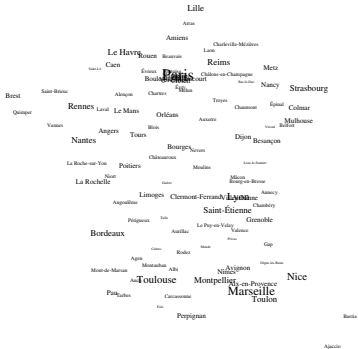 Lille
Arras
Amiens
Charleville-Mézières
Laon
Le Havre
Rouen
Beauvais
Reims
Caen
Metz
Paris
Châlons-en-Champagne
Nancy
Strasbourg
Brest
Saint-Brieuc
Alençon
Chartres
Évry
Melun
Troyes
Chaumont
Épinal
Colmar
Quimper
Rennes
Laval
Le Mans
Orléans
Auxerre
Mulhouse
Belfort
Vannes
Angers
Blois
Tours
Dijon
Besançon
Nantes
Bourges
Nevers
Châteauroux
La Roche-sur-Yon
Poitiers
Moulins
Niort
Mâcon
Bourg-en-Bresse
La Rochelle
Limoges
Clermont-Ferrand
Lyon
Annecy
Angoulême
Chambéry
Saint-Étienne
Périgueux
Grenoble
Le Puy-en-Velay
Valence
Aurillac
Bordeaux
Gap
Rodez
Agen
Montauban
Albi
Mont-de-Marsan
Avignon
Nîmes
Toulouse
Montpellier
Aix-en-Provence
Nice
Pau
Tarbes
Carcassonne
Marseille
Toulon
Perpignan
Bastia
Ajaccio